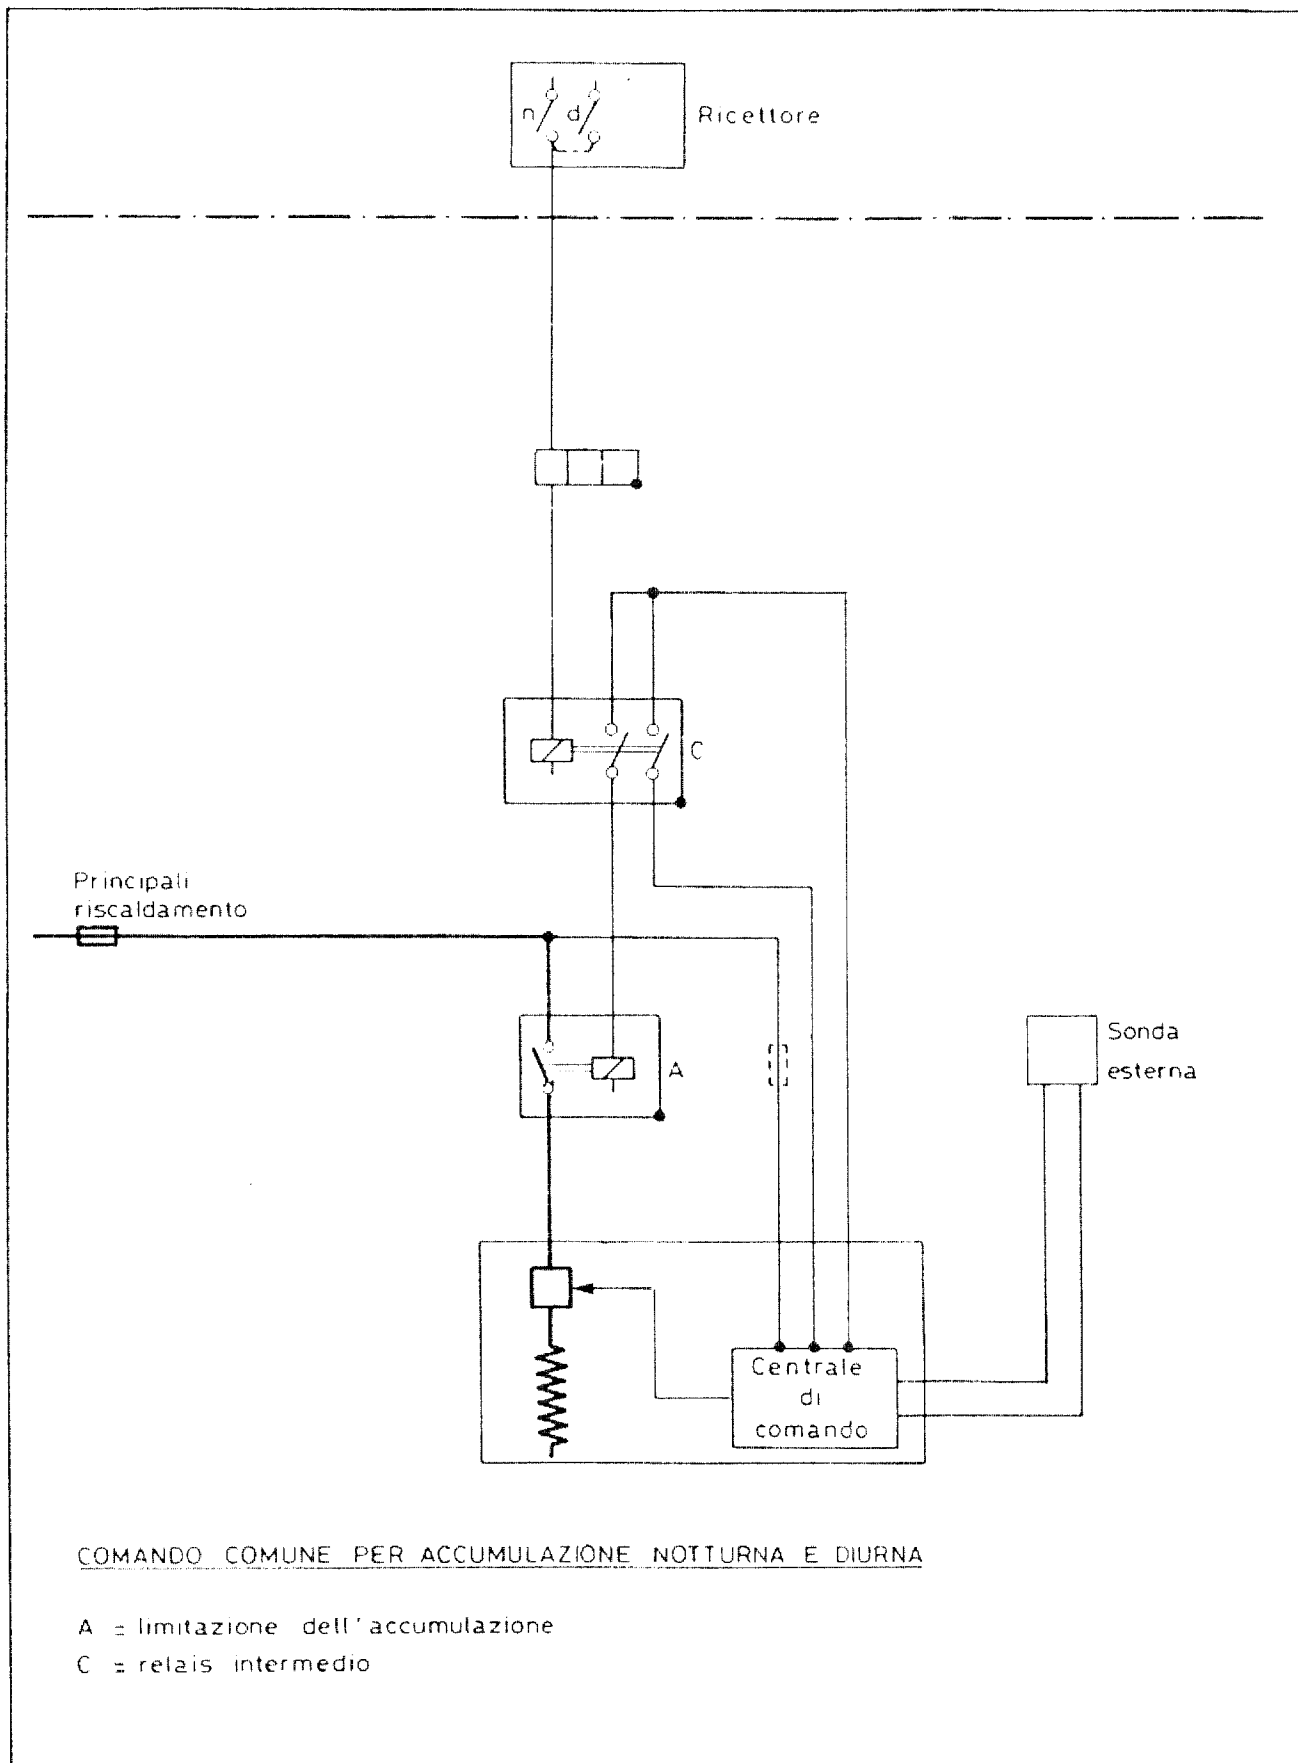 n d
Ricettore
C
Principali
riscaldamento
A
Sonda
esterna
Centrale
di
comando
COMANDO COMUNE PER ACCUMULAZIONE NOTTURNA E DIURNA
A = limitazione dell'accumulazione
C = relais intermedio